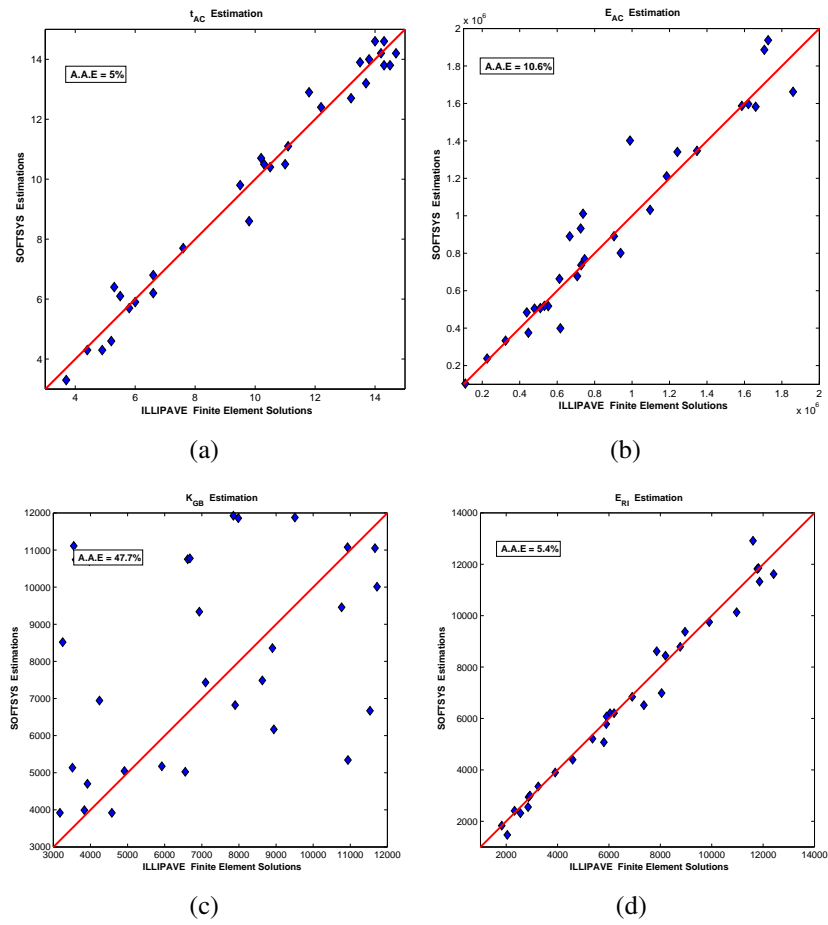 t_AC Estimation
A.A.E = 5%
SOFTSYS Estimations
14
12
10
8
6
4
4 6 8 10 12 14
ILLIPAVE Finite Element Solutions
(a)
E_AC Estimation
x 10^6
A.A.E = 10.6%
SOFTSYS Estimations
2
1.8
1.6
1.4
1.2
1
0.8
0.6
0.4
0.2
0.2 0.4 0.6 0.8 1 1.2 1.4 1.6 1.8 2
x 10^6
ILLIPAVE Finite Element Solutions
(b)
K_GB Estimation
A.A.E = 47.7%
SOFTSYS Estimations
12000
11000
10000
9000
8000
7000
6000
5000
4000
3000
3000 4000 5000 6000 7000 8000 9000 10000 11000 12000
ILLIPAVE Finite Element Solutions
(c)
E_RI Estimation
A.A.E = 5.4%
SOFTSYS Estimations
14000
12000
10000
8000
6000
4000
2000
2000 4000 6000 8000 10000 12000 14000
ILLIPAVE Finite Element Solutions
(d)